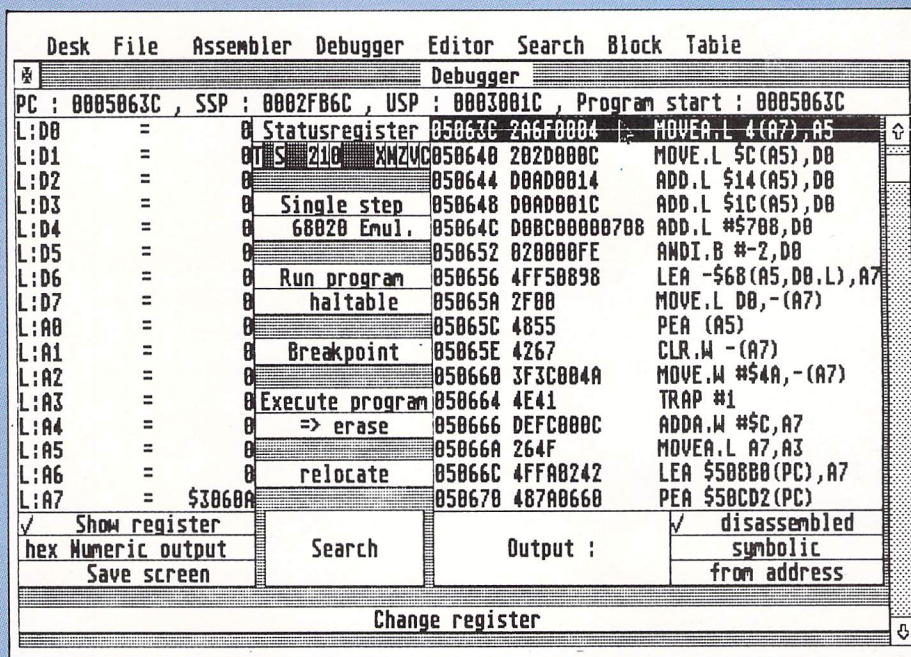 Desk File Assembler Debugger Editor Search Block Table
Debugger
PC : 0005063C , SSP : 0002FB6C , USP : 0003001C , Program start : 0005063C
L:D0 = 0 Statusregister 05063C 2A6F0004 MOVEA.L 4(A7),A5
L:D1 = 0 T S 210 XNZVC 050640 202D000C MOVE.L $C(A5),D0
L:D2 = 0 050644 D0AD0014 ADD.L $14(A5),D0
L:D3 = 0 Single step 050648 D0AD001C ADD.L $1C(A5),D0
L:D4 = 0 68020 Emul. 05064C D0BC00000708 ADD.L #$708,D0
L:D5 = 0 050652 020000FE ANDI.B #-2,D0
L:D6 = 0 Run program 050656 4FF50898 LEA -$68(A5,D0.L),A7
L:D7 = 0 haltable 05065A 2F00 MOVE.L D0,-(A7)
L:A0 = 0 05065C 4855 PEA (A5)
L:A1 = 0 Breakpoint 05065E 4267 CLR.W -(A7)
L:A2 = 0 050660 3F3C004A MOVE.W #$4A,-(A7)
L:A3 = 0 Execute program 050664 4E41 TRAP #1
L:A4 = 0 => erase 050666 DEFC000C ADDA.W #$C,A7
L:A5 = 0 05066A 264F MOVEA.L A7,A3
L:A6 = 0 relocate 05066C 4FFA0242 LEA $508B0(PC),A7
L:A7 = $3060A 050670 487A0660 PEA $50CD2(PC)
√ Show register
hex Numeric output
Save screen
Search
Output :
√ disassembled
symbolic
from address
Change register